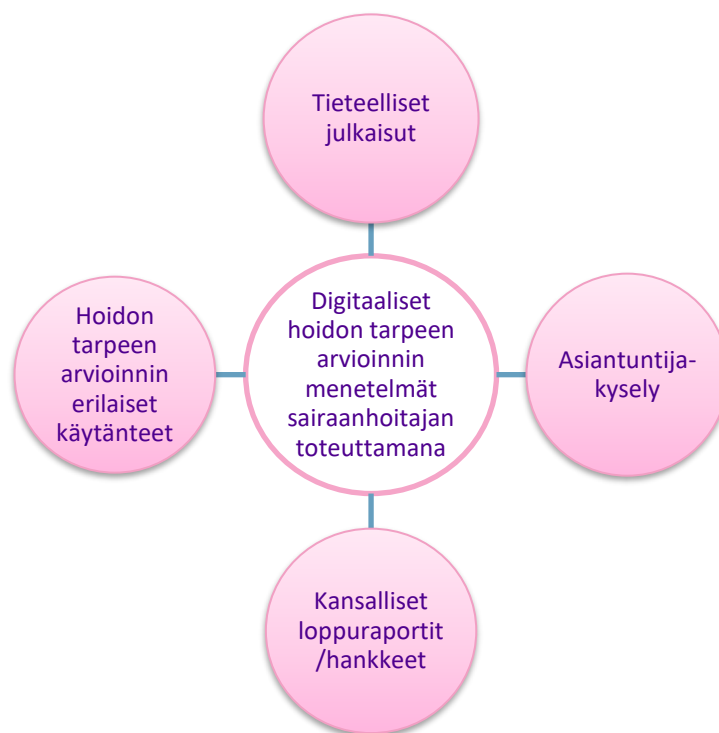 Tieteelliset
julkaisut
Hoidon
tarpeen
arvioinnin
erilaiset
käytänteet
Digitaaliset
hoidon tarpeen
arvioinnin
menetelmät
sairaanhoitajan
toteuttamana
Asiantuntija-
kysely
Kansalliset
loppuraportit
/hankkeet